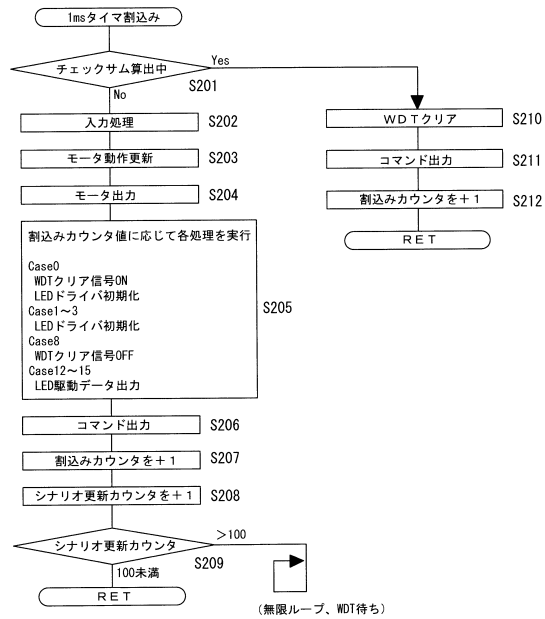 1msタイマ割込み
チェックサム算出中
Yes
S201
No
入力処理
S202
モータ動作更新
S203
モータ出力
S204
割込みカウンタ値に応じて各処理を実行
Case0
WDTクリア信号ON
LEDドライバ初期化
Case1～3
LEDドライバ初期化
Case8
WDTクリア信号OFF
Case12～15
LED駆動データ出力
S205
コマンド出力
S206
割込みカウンタを＋1
S207
シナリオ更新カウンタを＋1
S208
シナリオ更新カウンタ
＞100
S209
100未満
RET
(無限ループ、WDT待ち)
WDTクリア
S210
コマンド出力
S211
割込みカウンタを＋1
S212
RET